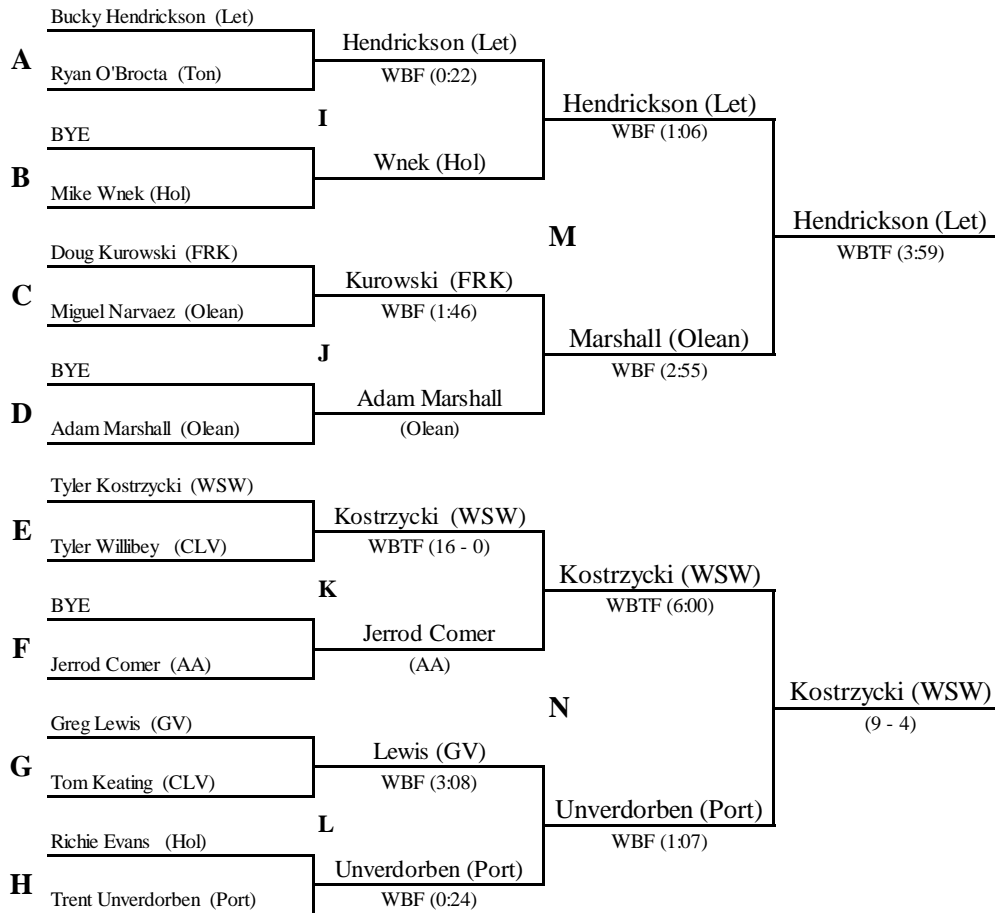 Bucky Hendrickson (Let)
A
Ryan O'Brocta (Ton)
BYE
B
Mike Wnek (Hol)
Doug Kurowski (FRK)
C
Miguel Narvaez (Olean)
BYE
D
Adam Marshall (Olean)
Tyler Kostrzycki (WSW)
E
Tyler Willibey (CLV)
BYE
F
Jerrod Comer (AA)
Greg Lewis (GV)
G
Tom Keating (CLV)
Richie Evans (Hol)
H
Trent Unverdorben (Port)
Hendrickson (Let)
WBF (0:22)
I
Wnek (Hol)
Kurowski (FRK)
WBF (1:46)
J
Adam Marshall
(Olean)
Kostrzycki (WSW)
WBTF (16 - 0)
K
Jerrod Comer
(AA)
Lewis (GV)
WBF (3:08)
L
Unverdorben (Port)
WBF (0:24)
Hendrickson (Let)
WBF (1:06)
M
Marshall (Olean)
WBF (2:55)
Kostrzycki (WSW)
WBTF (6:00)
N
Unverdorben (Port)
WBF (1:07)
Hendrickson (Let)
WBTF (3:59)
Kostrzycki (WSW)
(9 - 4)